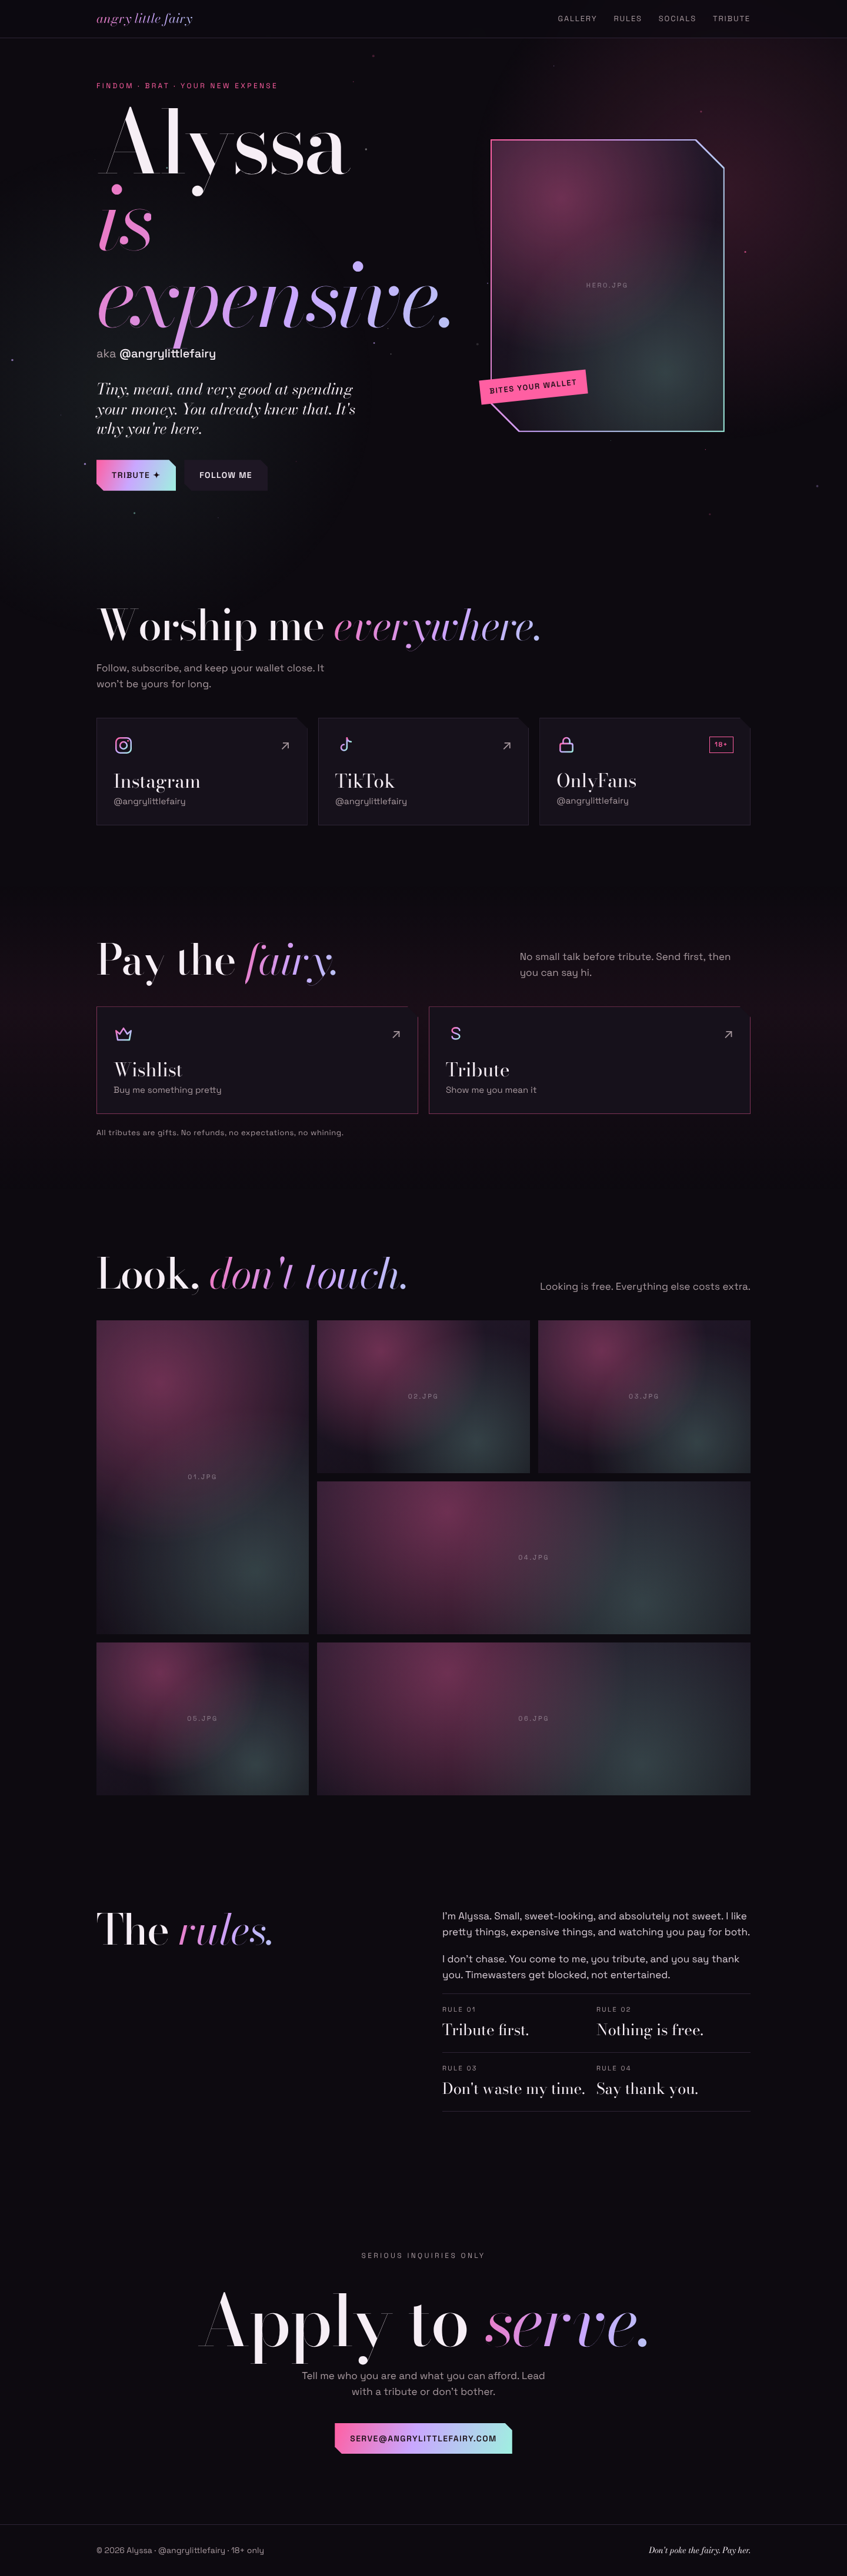 angry little fairy
GALLERY RULES SOCIALS TRIBUTE
FINDOM · BRAT · YOUR NEW EXPENSE
Alyssa
is
expensive.
aka @angrylittlefairy
Tiny, mean, and very good at spending
your money. You already knew that. It's
why you're here.
TRIBUTE ✦
FOLLOW ME
HERO.JPG
BITES YOUR WALLET
Worship me everywhere.
Follow, subscribe, and keep your wallet close. It
won't be yours for long.
Instagram
@angrylittlefairy
TikTok
@angrylittlefairy
18+
OnlyFans
@angrylittlefairy
Pay the fairy.
No small talk before tribute. Send first, then
you can say hi.
Wishlist
Buy me something pretty
Tribute
Show me you mean it
All tributes are gifts. No refunds, no expectations, no whining.
Look, don't touch.
Looking is free. Everything else costs extra.
01.JPG
02.JPG
03.JPG
04.JPG
05.JPG
06.JPG
The rules.
I'm Alyssa. Small, sweet-looking, and absolutely not sweet. I like
pretty things, expensive things, and watching you pay for both.
I don't chase. You come to me, you tribute, and you say thank
you. Timewasters get blocked, not entertained.
RULE 01
Tribute first.
RULE 02
Nothing is free.
RULE 03
Don't waste my time.
RULE 04
Say thank you.
SERIOUS INQUIRIES ONLY
Apply to serve.
Tell me who you are and what you can afford. Lead
with a tribute or don't bother.
SERVE@ANGRYLITTLEFAIRY.COM
© 2026 Alyssa · @angrylittlefairy · 18+ only
Don't poke the fairy. Pay her.